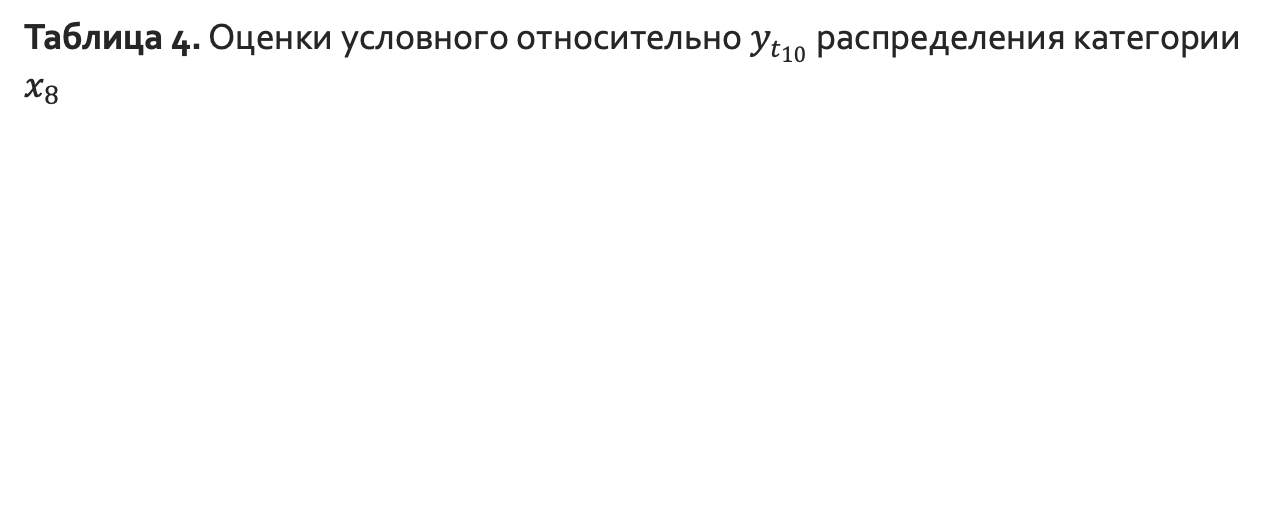 Таблица 4. Оценки условного относительно $y_{t_{10}}$ распределения категории
$x_8$